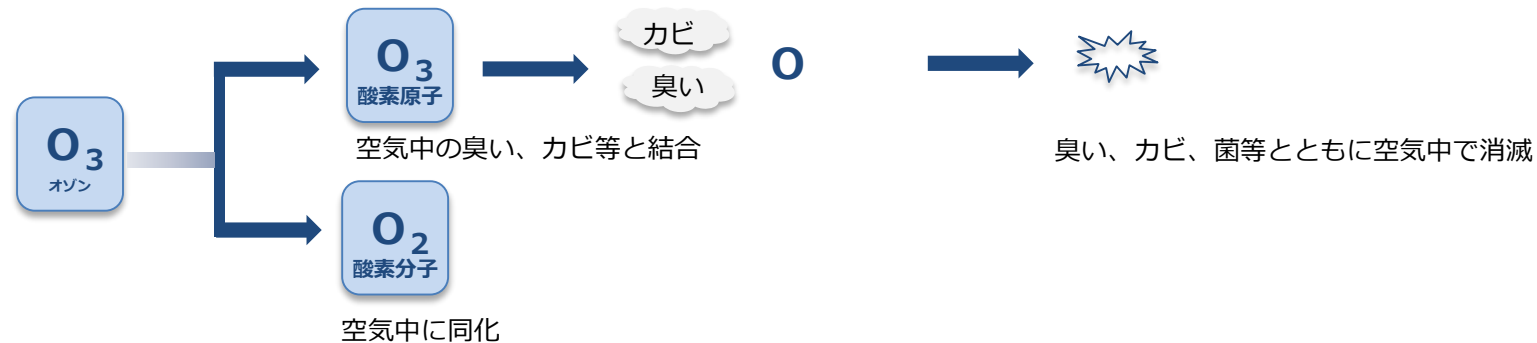 O3
オゾン
O3
酸素原子
空気中の臭い、カビ等と結合
カビ
臭い
O
臭い、カビ、菌等とともに空気中で消滅
O2
酸素分子
空気中に同化